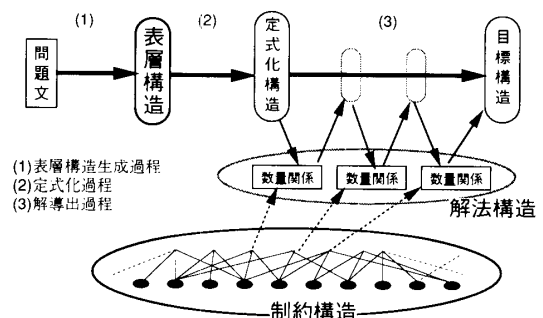 (1)
(2)
(3)
問題文
表層構造
定式化構造
目標構造
(1)表層構造生成過程
(2)定式化過程
(3)解導出過程
数量関係
数量関係
数量関係
解法構造
制約構造